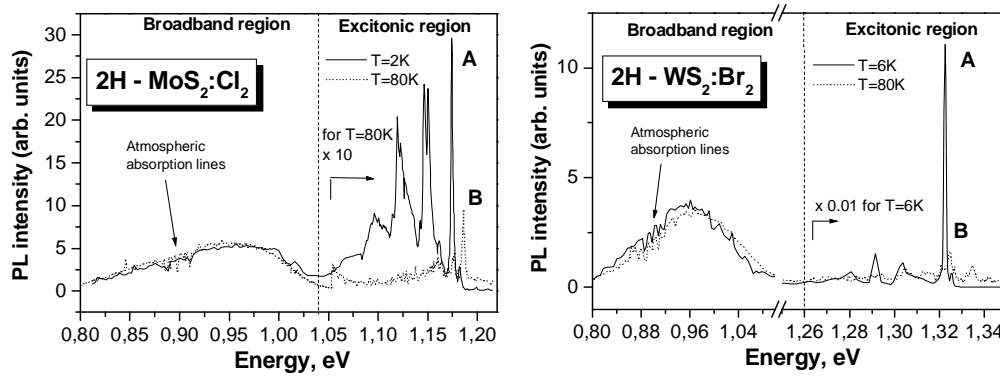 Broadband region
Excitonic region
PL intensity (arb. units)
30
25
20
15
10
5
0
2H - MoS₂:Cl₂
T=2K
T=80K
A
for T=80K
x 10
Atmospheric
absorption lines
B
0,80 0,85 0,90 0,95 1,00 1,05 1,10 1,15 1,20
Energy, eV
Broadband region
Excitonic region
PL intensity (arb. units)
10
5
0
2H - WS₂:Br₂
T=6K
T=80K
A
Atmospheric
absorption lines
x 0.01 for T=6K
B
0,80 0,88 0,96 1,04 1,26 1,28 1,30 1,32 1,34
Energy, eV